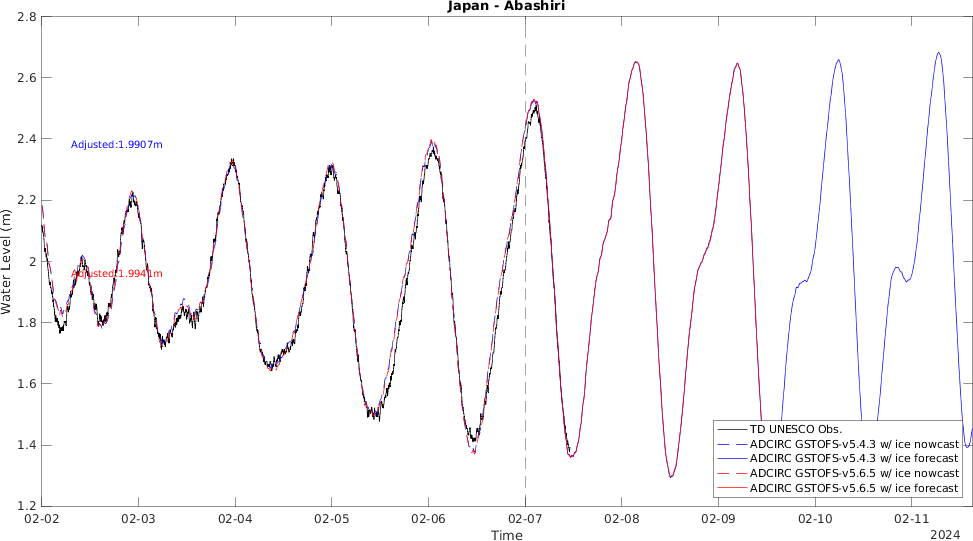 Japan - Abashiri
2.8
2.6
2.4
2.2
2
1.8
1.6
1.4
1.2
Water Level (m)
Adjusted:1.9907m
Adjusted:1.9941m
TD UNESCO Obs.
ADCIRC GSTOFS-v5.4.3 w/ ice nowcast
ADCIRC GSTOFS-v5.4.3 w/ ice forecast
ADCIRC GSTOFS-v5.6.5 w/ ice nowcast
ADCIRC GSTOFS-v5.6.5 w/ ice forecast
02-02 02-03 02-04 02-05 02-06 02-07 02-08 02-09 02-10 02-11
Time
2024